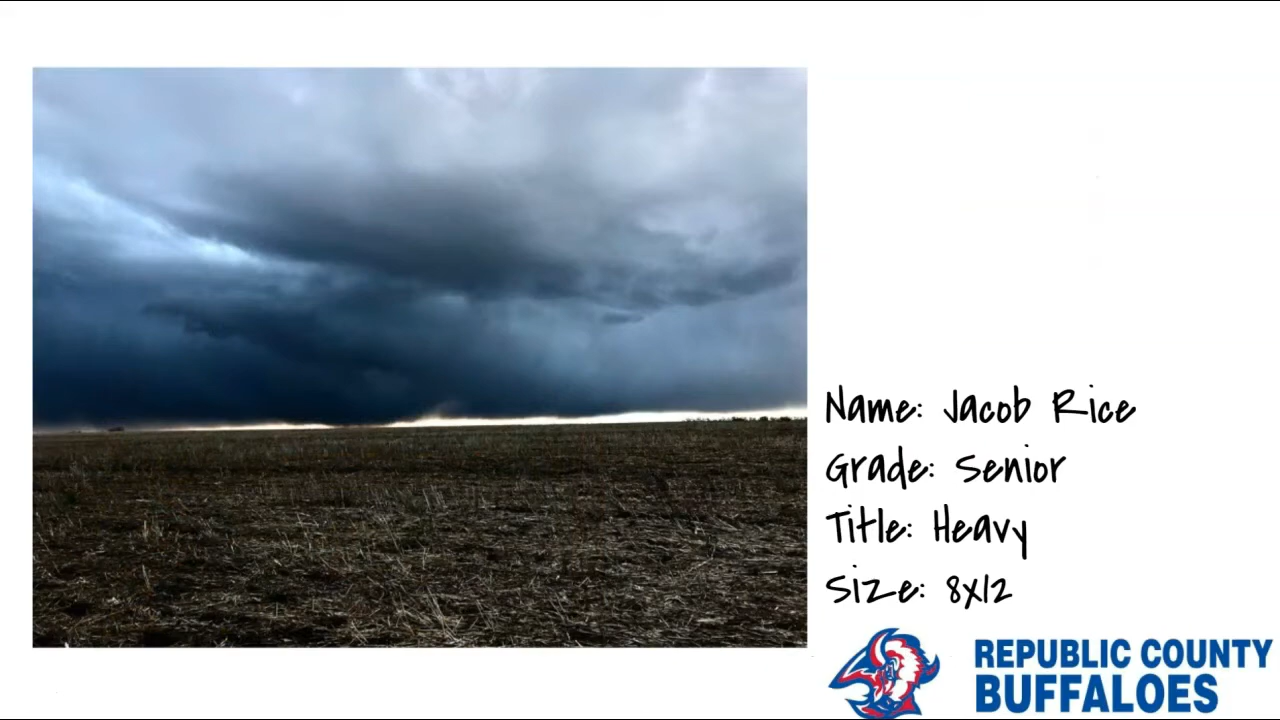 Name: Jacob Rice
Grade: Senior
Title: Heavy
Size: 8x12
REPUBLIC COUNTY
BUFFALOES